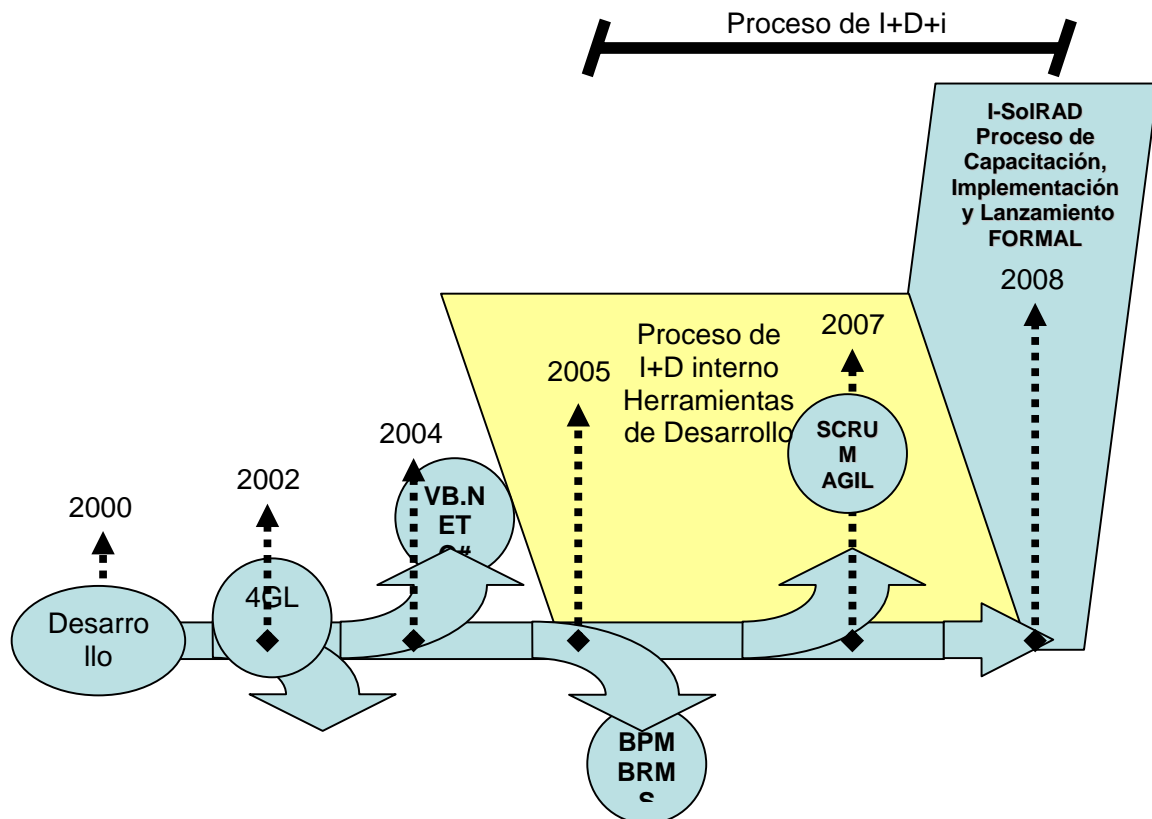 Proceso de I+D+i
I-SolRAD
Proceso de
Capacitación,
Implementación
y Lanzamiento
FORMAL
2008
Proceso de
I+D interno
Herramientas
de Desarrollo
2007
2005
SCRU
M
AGIL
2004
VB.N
ET
C#
2002
2000
4GL
Desarro
llo
BPM
BRM
S